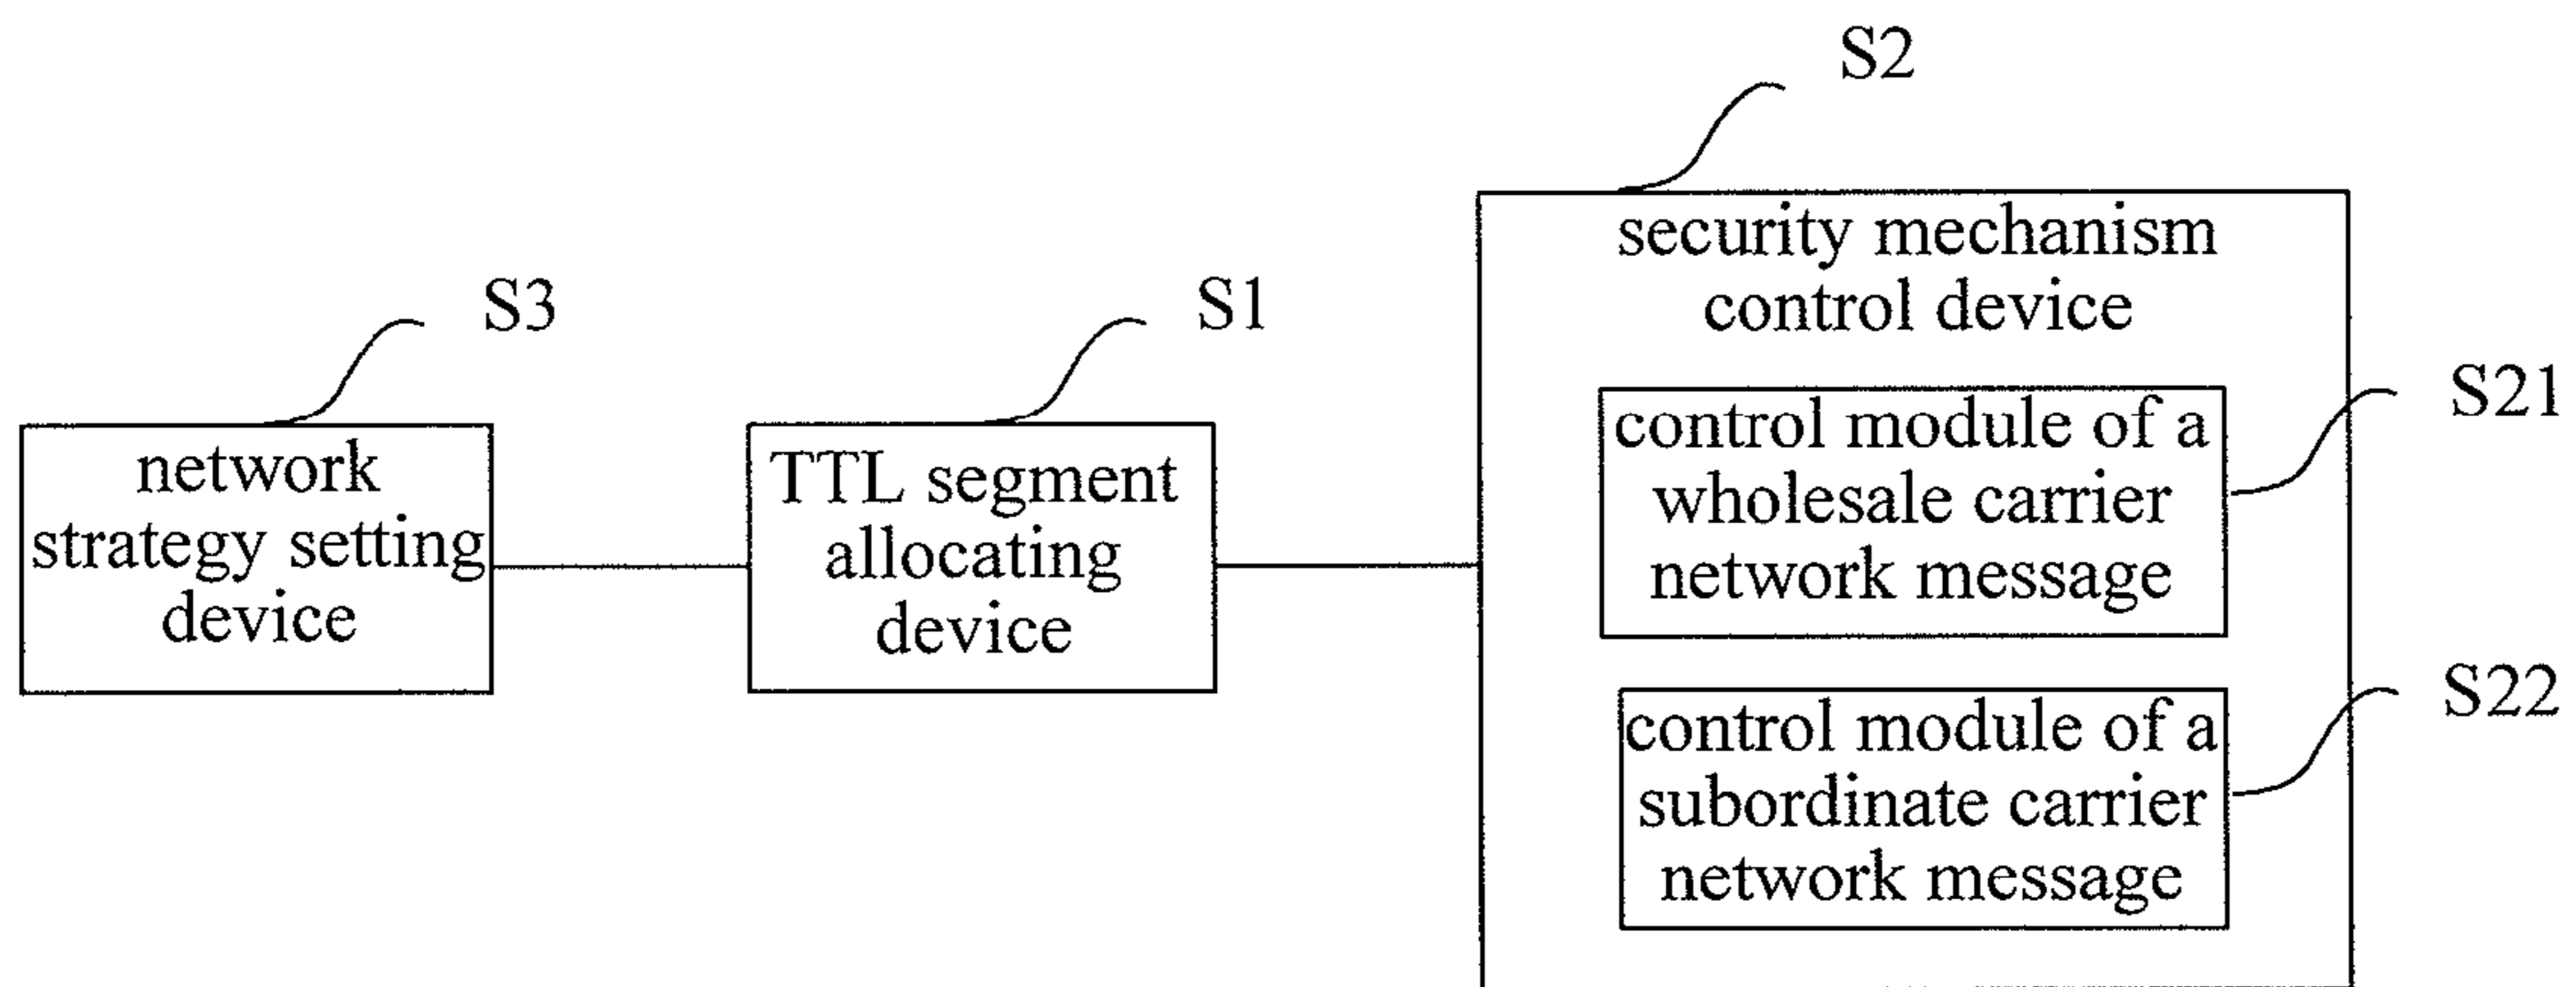 S3
network
strategy setting
device
S1
TTL segment
allocating
device
S2
security mechanism
control device
S21
control module of a
wholesale carrier
network message
S22
control module of a
subordinate carrier
network message